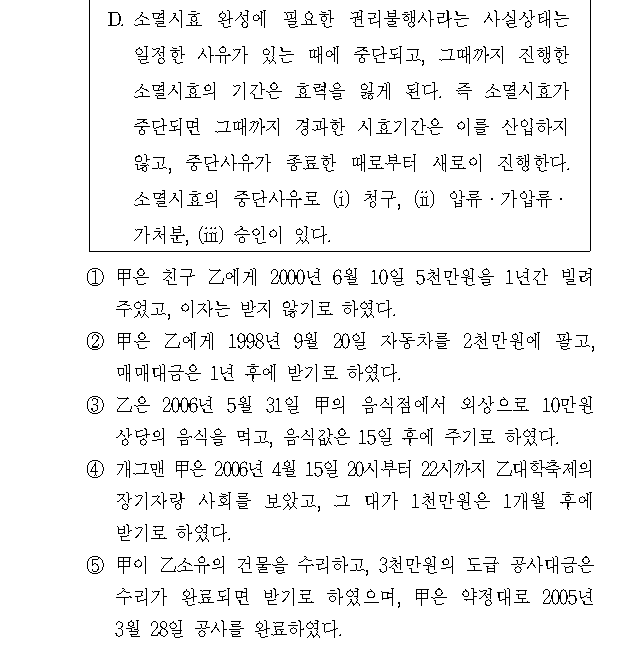 D. 소멸시효 완성에 필요한 권리불행사라는 사실상태는
일정한 사유가 있는 때에 중단되고, 그때까지 진행한
소멸시효의 기간은 효력을 잃게 된다. 즉 소멸시효가
중단되면 그때까지 경과한 시효기간은 이를 산입하지
않고, 중단사유가 종료한 때로부터 새로이 진행한다.
소멸시효의 중단사유로 (ⅰ) 청구, (ⅱ) 압류·가압류·
가처분, (ⅲ) 승인이 있다.
① 甲은 친구 乙에게 2000년 6월 10일 5천만원을 1년간 빌려
주었고, 이자는 받지 않기로 하였다.
② 甲은 乙에게 1998년 9월 20일 자동차를 2천만원에 팔고,
매매대금은 1년 후에 받기로 하였다.
③ 乙은 2006년 5월 31일 甲의 음식점에서 외상으로 10만원
상당의 음식을 먹고, 음식값은 15일 후에 주기로 하였다.
④ 개그맨 甲은 2006년 4월 15일 20시부터 22시까지 乙대학축제의
장기자랑 사회를 보았고, 그 대가 1천만원은 1개월 후에
받기로 하였다.
⑤ 甲이 乙소유의 건물을 수리하고, 3천만원의 도급 공사대금은
수리가 완료되면 받기로 하였으며, 甲은 약정대로 2005년
3월 28일 공사를 완료하였다.